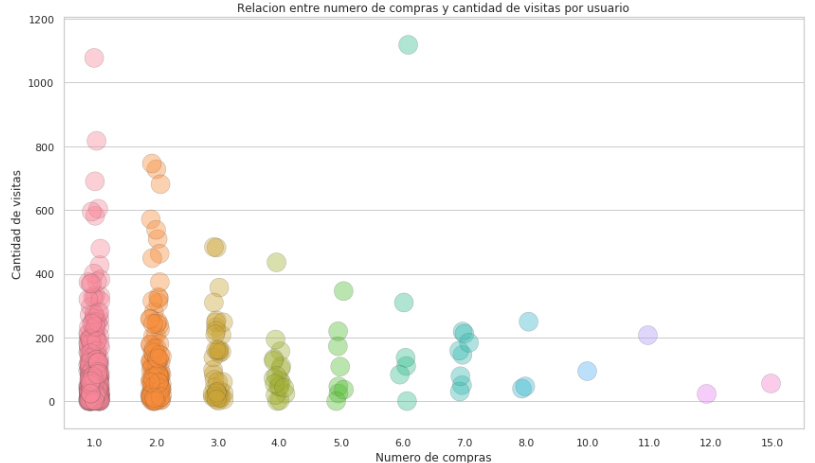 Relacion entre numero de compras y cantidad de visitas por usuario
1200
1000
800
600
400
200
0
Cantidad de visitas
1.0 2.0 3.0 4.0 5.0 6.0 7.0 8.0 10.0 11.0 12.0 15.0
Numero de compras